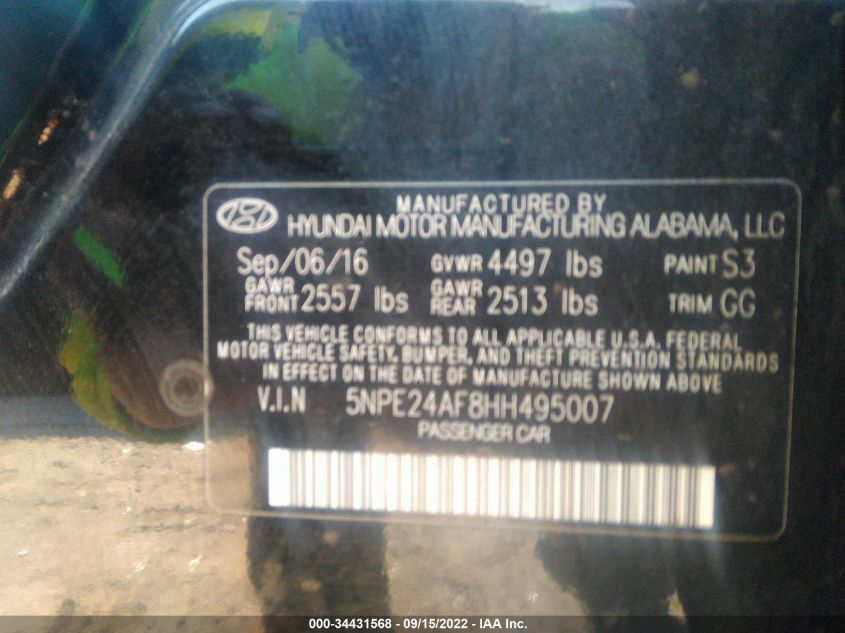 MANUFACTURED BY
HYUNDAI MOTOR MANUFACTURING ALABAMA, LLC
Sep/06/16 GVWR 4497 lbs PAINT S3
GAWR FRONT 2557 lbs GAWR REAR 2513 lbs TRIM GG
THIS VEHICLE CONFORMS TO ALL APPLICABLE U.S.A. FEDERAL
MOTOR VEHICLE SAFETY, BUMPER, AND THEFT PREVENTION STANDARDS
IN EFFECT ON THE DATE OF MANUFACTURE SHOWN ABOVE
V.I.N 5NPE24AF8HH495007
PASSENGER CAR
000-34431568 - 09/15/2022 - IAA Inc.